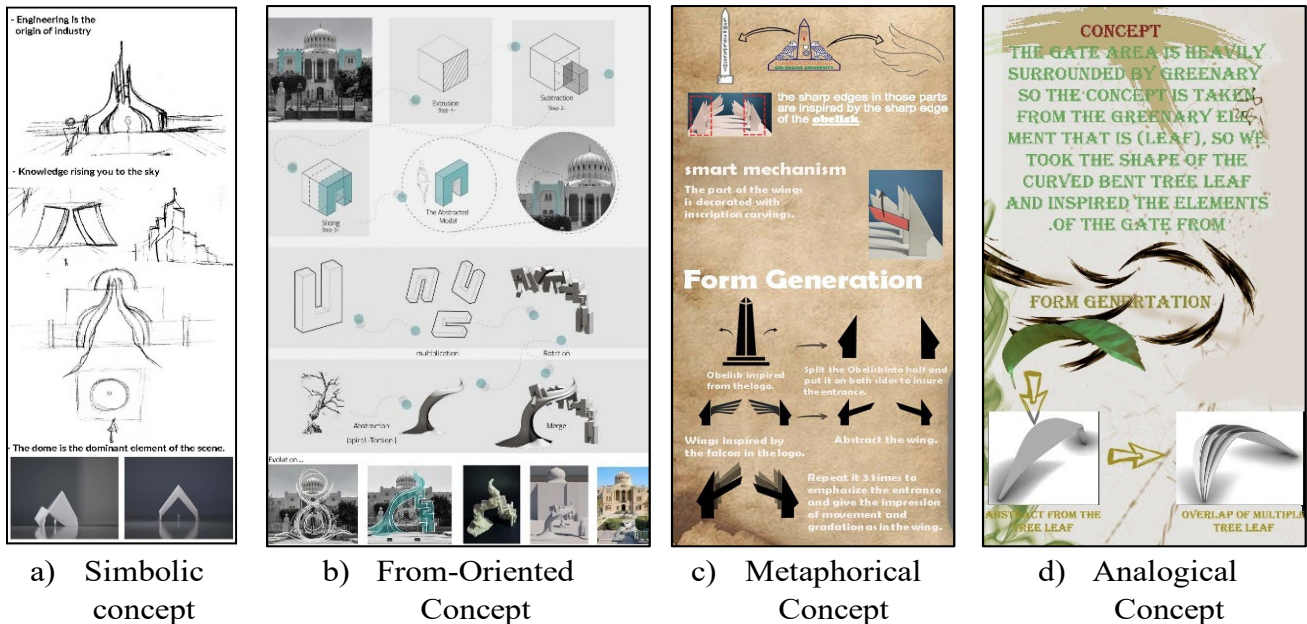 - Engineering is the
origin of industry
- Knowledge rising you to the sky
- The dome is the dominant element of the scene.
Extrusion
Step-1-
Subtraction
Step-2-
Slicing
Step-3-
The Abstracted
Model
multiplication
Rotation
Abstraction
(spiral-Torsion)
Merge
Evolution...
AIN SHAMS UNIVERSITY
the sharp edges in those parts
are inspired by the sharp edge
of the obelisk.
smart mechanism
The part of the wings
is decorated with
inscription carvings.
Form Generation
Obelisk inspired
from the logo.
Split the Obeliskinto half and
put it on both sides to insure
the entrance.
Wings inspired by
the falcon in the logo.
Abstract the wing.
Repeat it 3 times to
emphasize the entrance
and give the impression
of movement and
gradation as in the wing.
CONCEPT
THE GATE AREA IS HEAVILY
SURROUNDED BY GREENARY
SO THE CONCEPT IS TAKEN
FROM THE GREENARY ELE
MENT THAT IS (LEAF), SO WE
TOOK THE SHAPE OF THE
CURVED BENT TREE LEAF
AND INSPIRED THE ELEMENTS
.OF THE GATE FROM
FORM GENERTATION
ABSTRACT FROM THE
TREE LEAF
OVERLAP OF MULTIPLE
TREE LEAF
a) Simbolic
concept
b) From-Oriented
Concept
c) Metaphorical
Concept
d) Analogical
Concept